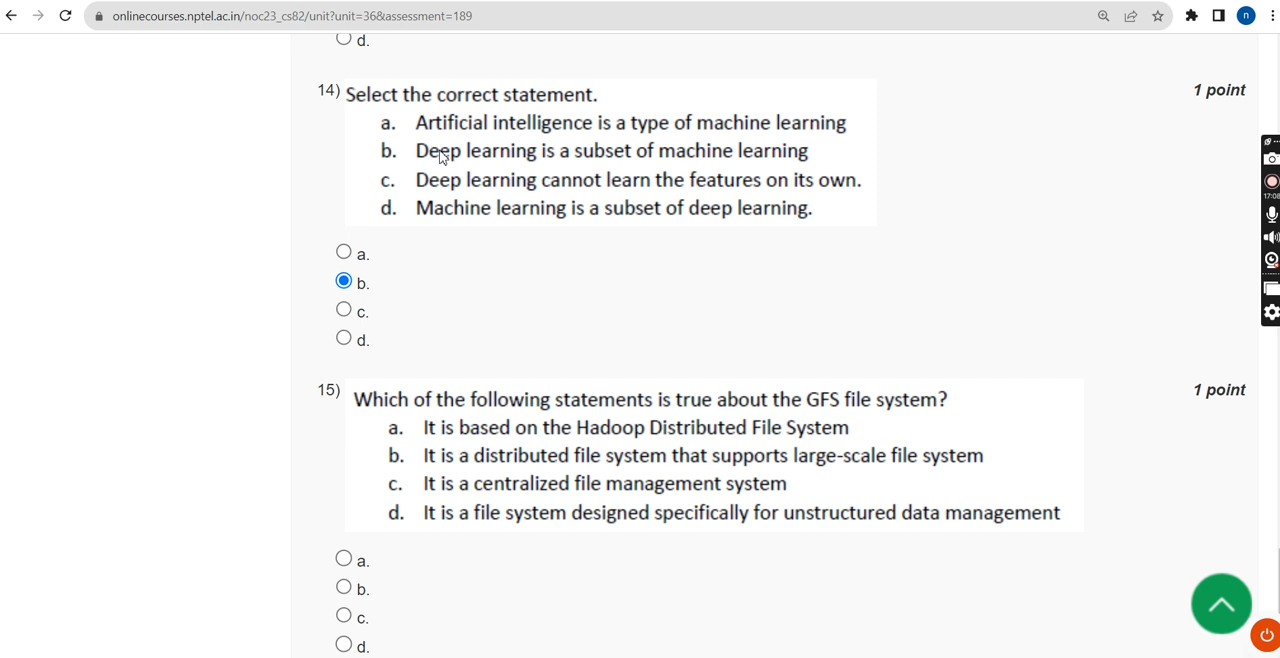 onlinecourses.nptel.ac.in/noc23_cs82/unit?unit=36&assessment=189
n
d.
14) Select the correct statement. 1 point
a. Artificial intelligence is a type of machine learning
b. Deep learning is a subset of machine learning
c. Deep learning cannot learn the features on its own.
d. Machine learning is a subset of deep learning.
a.
b.
c.
d.
17:08
15) Which of the following statements is true about the GFS file system? 1 point
a. It is based on the Hadoop Distributed File System
b. It is a distributed file system that supports large-scale file system
c. It is a centralized file management system
d. It is a file system designed specifically for unstructured data management
a.
b.
c.
d.